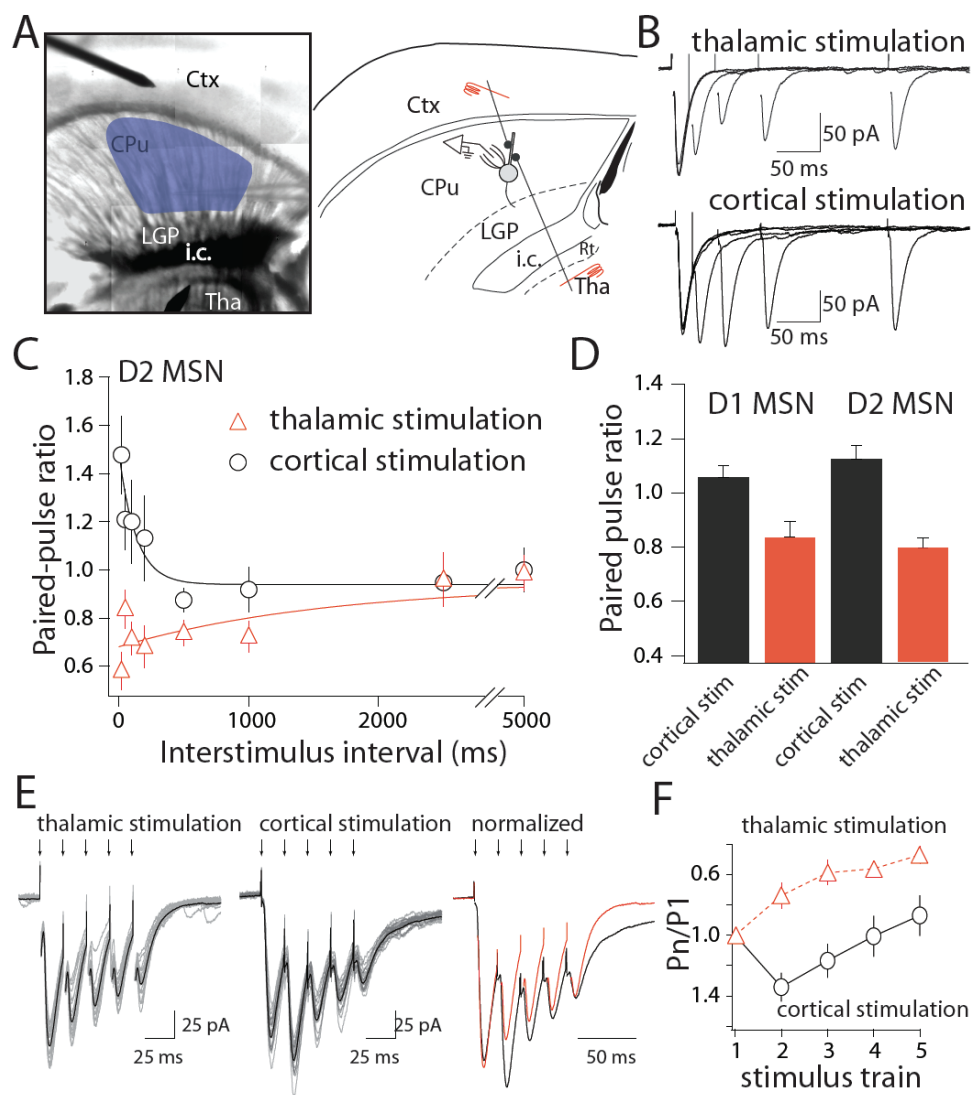 A
Ctx
CPu
LGP
i.c.
Tha
Ctx
CPu
LGP
i.c.
Rt
Tha
B
thalamic stimulation
50 pA
50 ms
cortical stimulation
50 pA
50 ms
C
D2 MSN
thalamic stimulation
cortical stimulation
Paired-pulse ratio
1.8
1.6
1.4
1.2
1.0
0.8
0.6
0
1000
2000
5000
Interstimulus interval (ms)
D
D1 MSN
D2 MSN
Paired pulse ratio
1.4
1.2
1.0
0.8
0.6
0.4
cortical stim
thalamic stim
cortical stim
thalamic stim
E
thalamic stimulation
cortical stimulation
normalized
25 pA
25 ms
25 pA
25 ms
50 ms
F
thalamic stimulation
Pn/P1
0.6
1.0
1.4
cortical stimulation
1
2
3
4
5
stimulus train